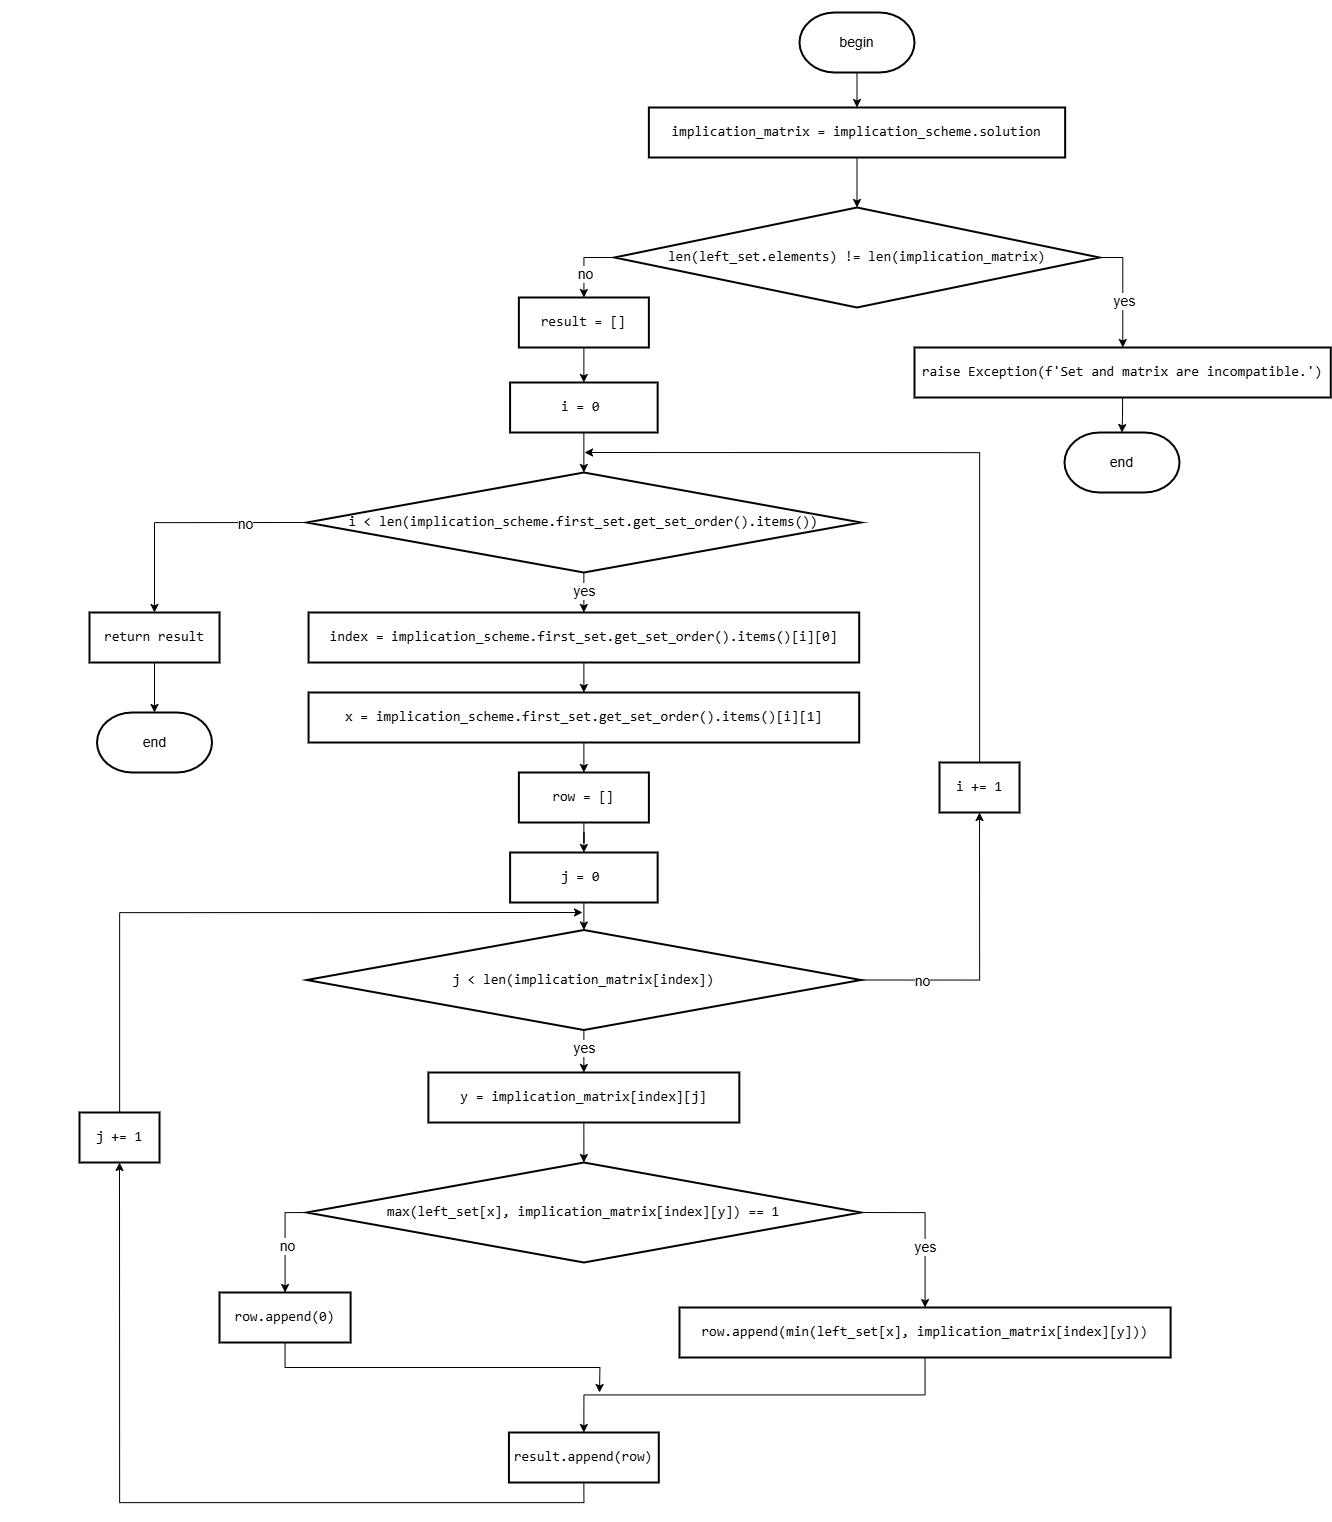 begin
implication_matrix = implication_scheme.solution
len(left_set.elements) != len(implication_matrix)
no
yes
result = []
raise Exception(f'Set and matrix are incompatible.')
i = 0
end
i < len(implication_scheme.first_set.get_set_order().items())
no
yes
return result
index = implication_scheme.first_set.get_set_order().items()[i][0]
x = implication_scheme.first_set.get_set_order().items()[i][1]
end
row = []
i += 1
j = 0
j < len(implication_matrix[index])
no
yes
y = implication_matrix[index][j]
j += 1
max(left_set[x], implication_matrix[index][y]) == 1
no
yes
row.append(0)
row.append(min(left_set[x], implication_matrix[index][y]))
result.append(row)